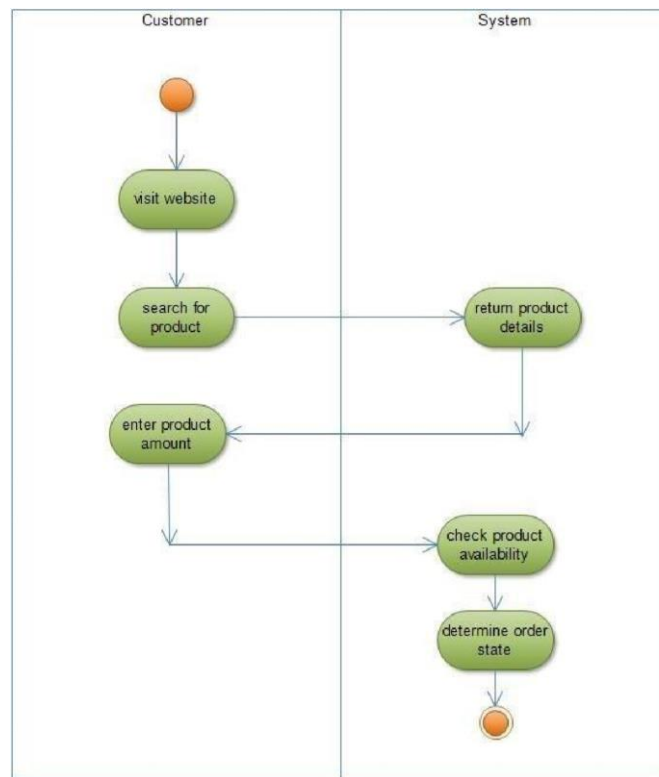 Customer
System
visit website
search for
product
return product
details
enter product
amount
check product
availability
determine order
state